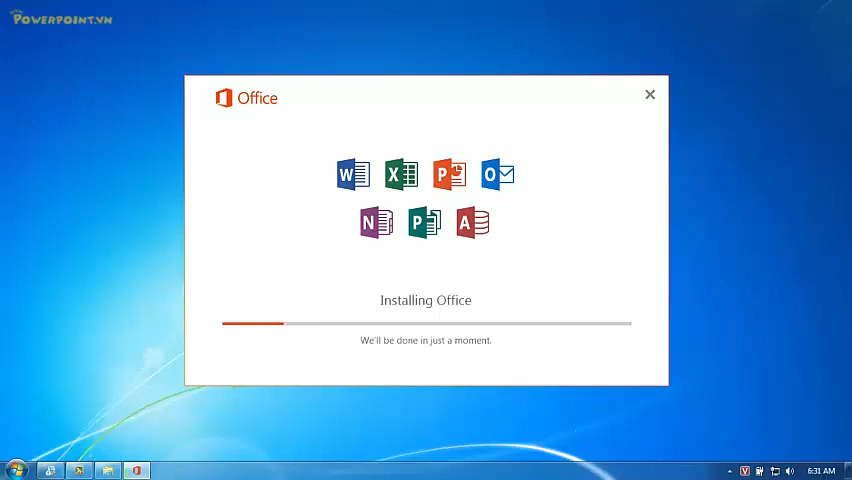 POWERPOINT.VN
Office
W
X
P
O
N
P
A
Installing Office
We'll be done in just a moment.
V
6:31 AM